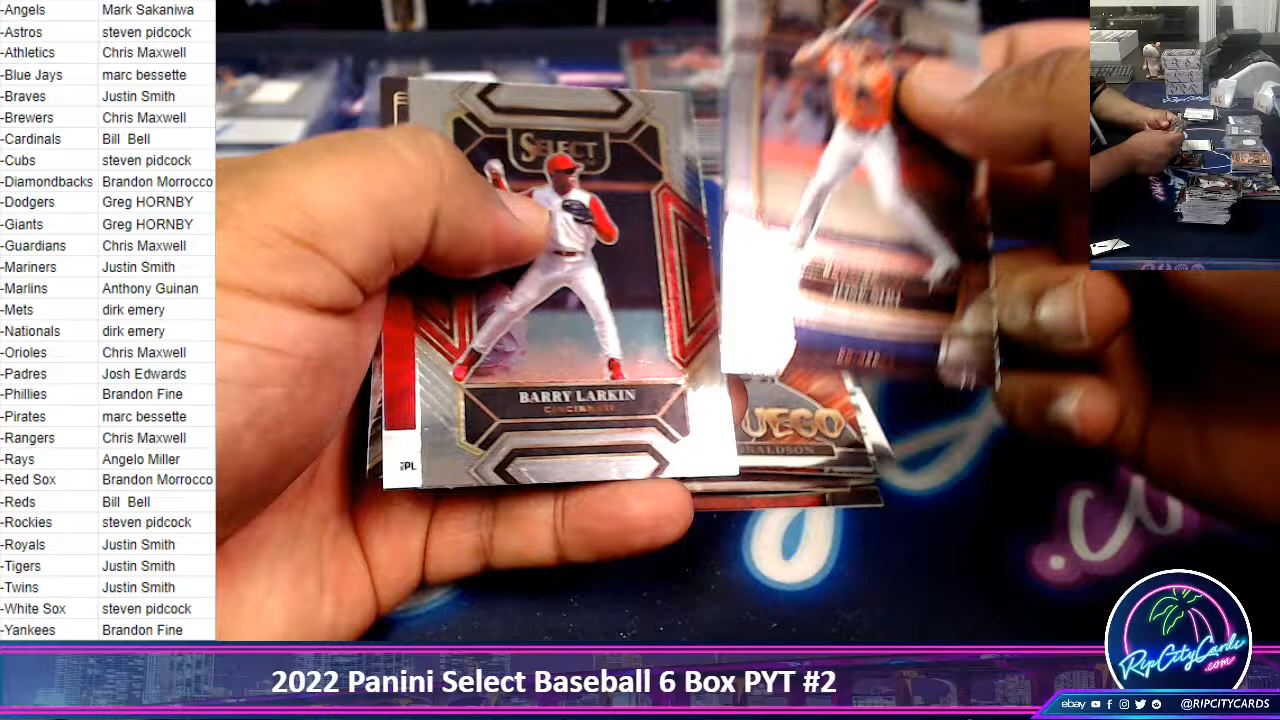 -Angels Mark Sakaniwa
-Astros steven pidcock
-Athletics Chris Maxwell
-Blue Jays marc bessette
-Braves Justin Smith
-Brewers Chris Maxwell
-Cardinals Bill Bell
-Cubs steven pidcock
-Diamondbacks Brandon Morrocco
-Dodgers Greg HORNBY
-Giants Greg HORNBY
-Guardians Chris Maxwell
-Mariners Justin Smith
-Marlins Anthony Guinan
-Mets dirk emery
-Nationals dirk emery
-Orioles Chris Maxwell
-Padres Josh Edwards
-Phillies Brandon Fine
-Pirates marc bessette
-Rangers Chris Maxwell
-Rays Angelo Miller
-Red Sox Brandon Morrocco
-Reds Bill Bell
-Rockies steven pidcock
-Royals Justin Smith
-Tigers Justin Smith
-Twins Justin Smith
-White Sox steven pidcock
-Yankees Brandon Fine
SELECT
BARRY LARKIN
CINCINNATI
UEGO
NALDSON
.C
RipCityCards
.com
2022 Panini Select Baseball 6 Box PYT #2
ebay @RIPCITYCARDS